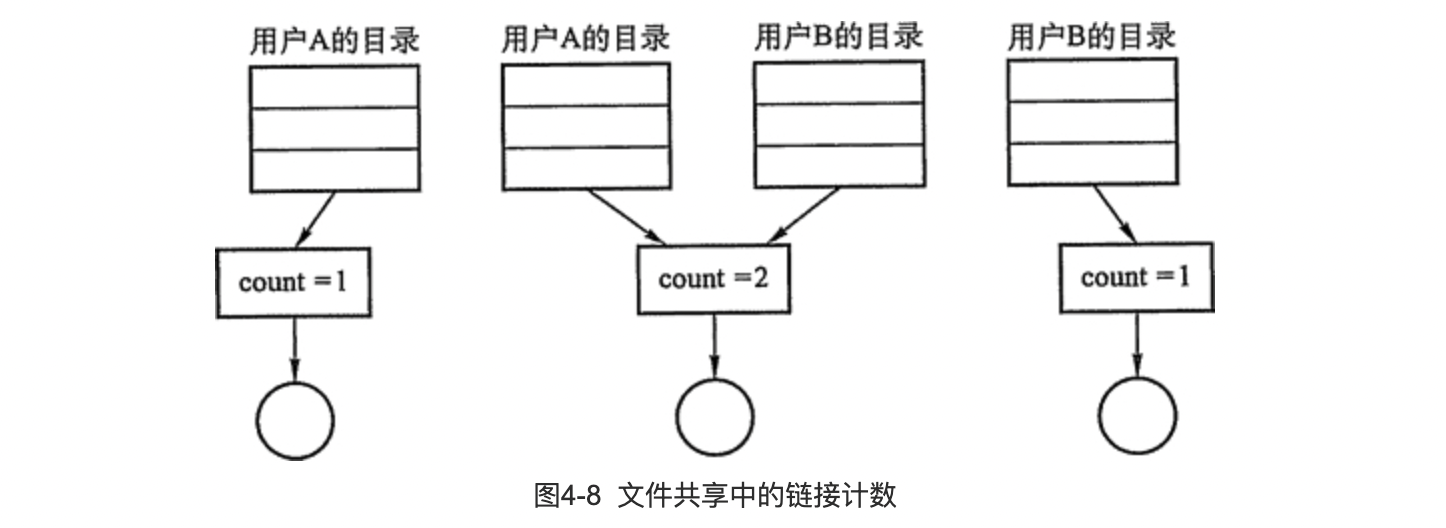 用户A的目录
用户A的目录
用户B的目录
用户B的目录
count =1
count =2
count =1
图4-8 文件共享中的链接计数